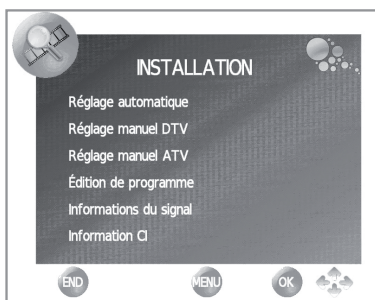 INSTALLATION
Réglage automatique
Réglage manuel DTV
Réglage manuel ATV
Édition de programme
Informations du signal
Information CI
END MENU OK